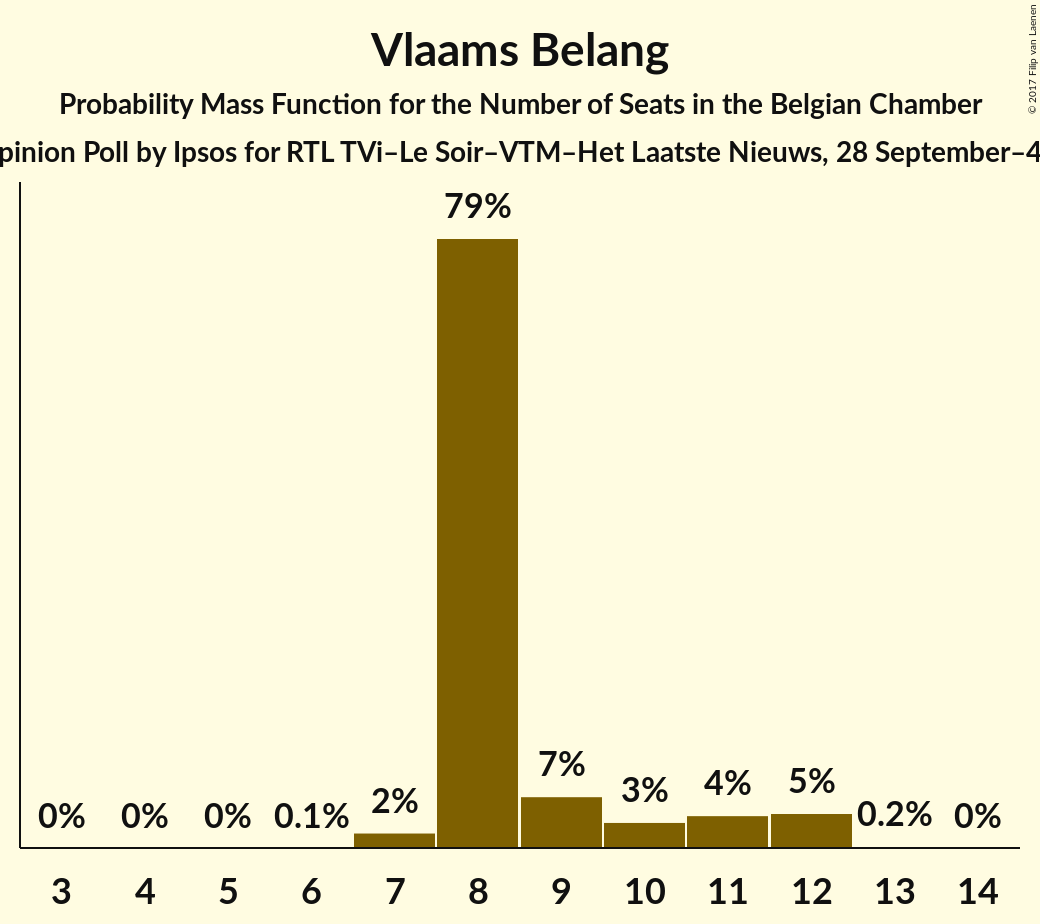 Vlaams Belang
Probability Mass Function for the Number of Seats in the Belgian Chamber
pinion Poll by Ipsos for RTL TVi–Le Soir–VTM–Het Laatste Nieuws, 28 September–4
© 2017 Filip van Laenen
79%
7%
5%
4%
3%
2%
0% 0% 0% 0.1% 0.2% 0%
3 4 5 6 7 8 9 10 11 12 13 14